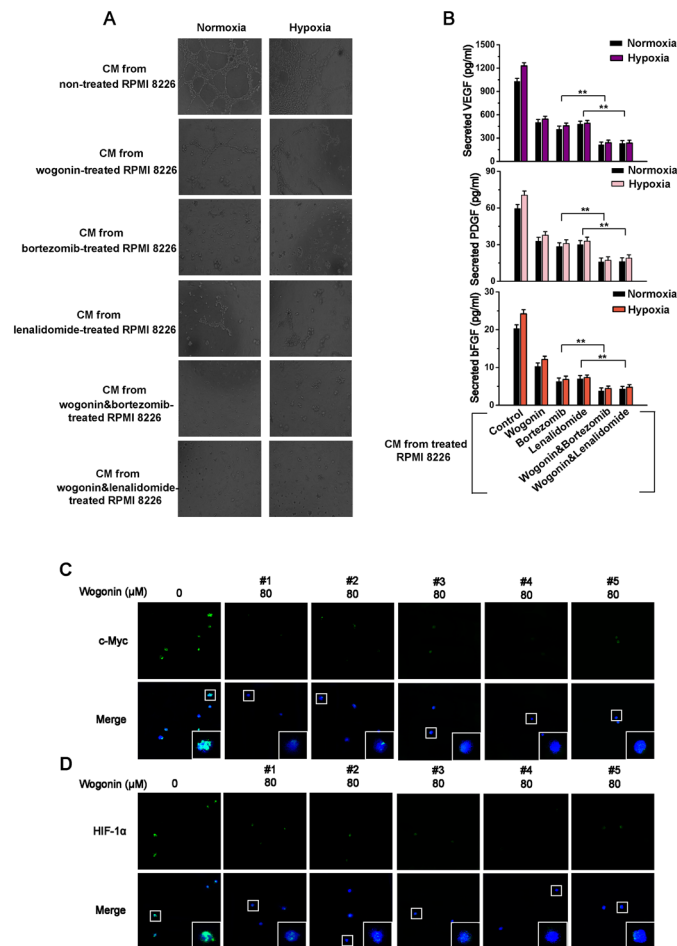 A
Normoxia
Hypoxia
CM from
non-treated RPMI 8226
CM from
wogonin-treated RPMI 8226
CM from
bortezomib-treated RPMI 8226
CM from
lenalidomide-treated RPMI 8226
CM from
wogonin&bortezomib-
treated RPMI 8226
CM from
wogonin&lenalidomide-
treated RPMI 8226
B
Secreted VEGF (pg/ml)
1500
1200
900
600
300
0
Normoxia
Hypoxia
**
**
Secreted PDGF (pg/ml)
90
60
30
0
Normoxia
Hypoxia
**
**
Secreted bFGF (pg/ml)
30
20
10
0
Normoxia
Hypoxia
**
**
Control
Wogonin
Bortezomib
Lenalidomide
Wogonin&Bortezomib
Wogonin&Lenalidomide
CM from treated
RPMI 8226
C
#1 #2 #3 #4 #5
Wogonin (μM) 0 80 80 80 80 80
c-Myc
Merge
D
#1 #2 #3 #4 #5
Wogonin (μM) 0 80 80 80 80 80
HIF-1α
Merge